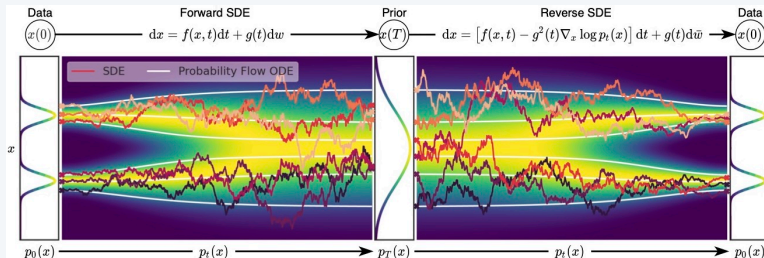 Data Forward SDE Prior Reverse SDE Data
x(0) dx = f(x, t)dt + g(t)dw x(T) dx = [f(x, t) − g²(t)∇ₓ log pₜ(x)] dt + g(t)dw̄ x(0)
SDE Probability Flow ODE
x
p₀(x) pₜ(x) p_T(x) pₜ(x) p₀(x)